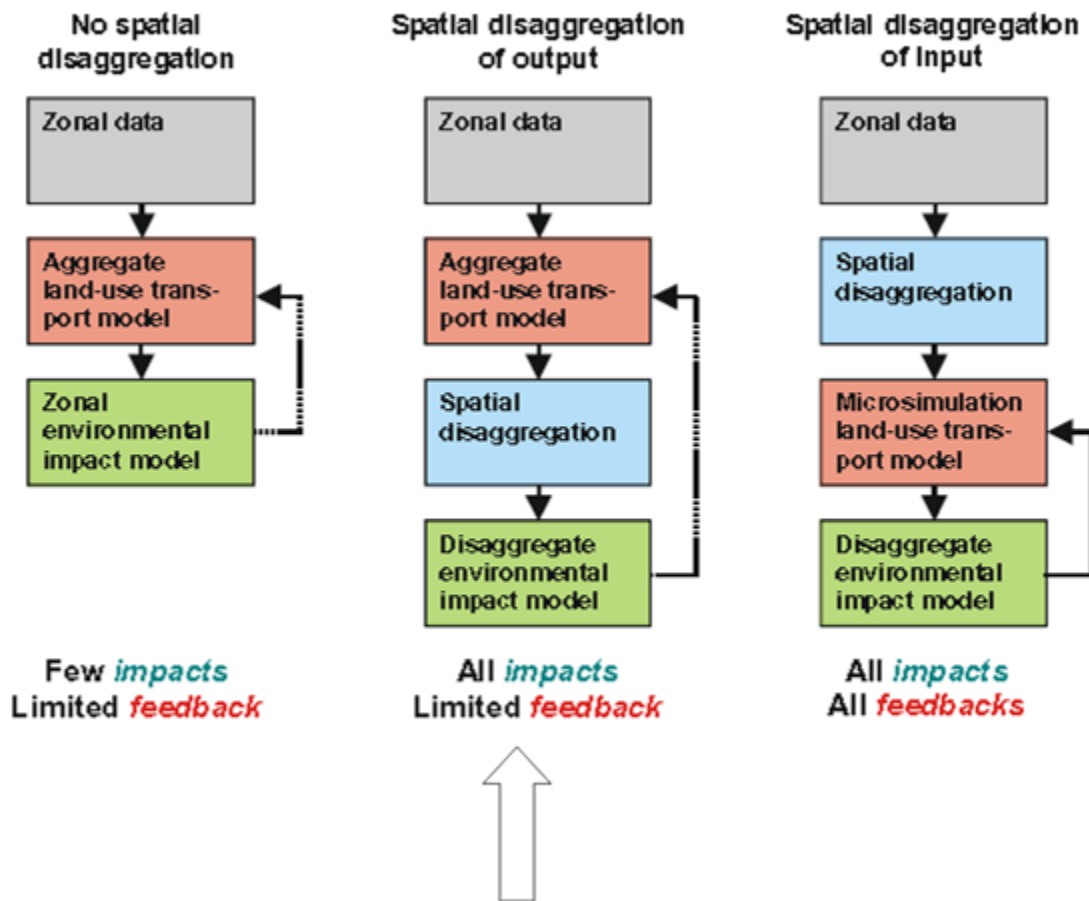 No spatial
disaggregation
Zonal data
Aggregate
land-use trans-
port model
Zonal
environmental
impact model
Few impacts
Limited feedback
Spatial disaggregation
of output
Zonal data
Aggregate
land-use trans-
port model
Spatial
disaggregation
Disaggregate
environmental
impact model
All impacts
Limited feedback
Spatial disaggregation
of input
Zonal data
Spatial
disaggregation
Microsimulation
land-use trans-
port model
Disaggregate
environmental
impact model
All impacts
All feedbacks